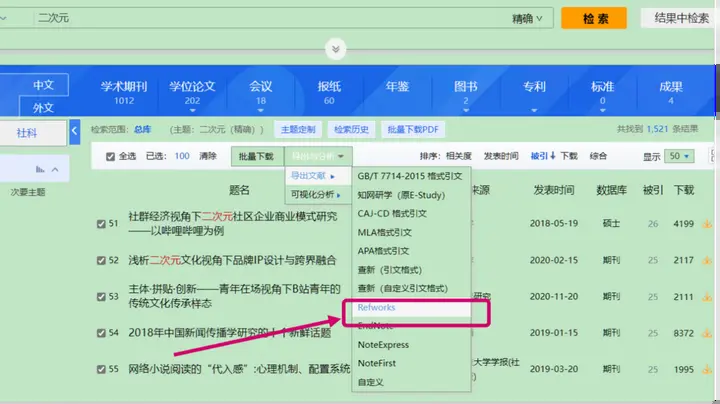 二次元 精确 检索 结果中检索
中文 学术期刊 学位论文 会议 报纸 年鉴 图书 专利 标准 成果
外文 1012 202 18 60 2 0 4
社科 检索范围: 总库 (主题: 二次元 (精确)) 主题定制 检索历史 批量下载PDF 共找到 1,521 条结果
全选 已选: 100 清除 批量下载 导出与分析 排序: 相关度 发表时间 被引 下载 综合 显示 50
导出文献
可视化分析
GB/T 7714-2015 格式引文
知网研学(原E-Study)
CAJ-CD 格式引文
MLA格式引文
APA格式引文
查新(引文格式)
查新(自定义引文格式)
Refworks
EndNote
NoteExpress
NoteFirst
自定义
次要主题
题名 来源 发表时间 数据库 被引 下载
51 社群经济视角下二次元社区企业商业模式研究 2018-05-19 硕士 26 4199
——以哔哩哔哩为例
52 浅析二次元文化视角下品牌IP设计与跨界融合 2020-02-15 期刊 25 2117
53 主体·拼贴·创新——青年在场视角下B站青年的 研究 2020-11-20 期刊 25 2111
传统文化传承样态
54 2018年中国新闻传播学研究的十个新鲜话题 2019-01-15 期刊 25 8372
55 网络小说阅读的“代入感”:心理机制、配置系统 大学学报(社 2019-03-20 期刊 25 1995